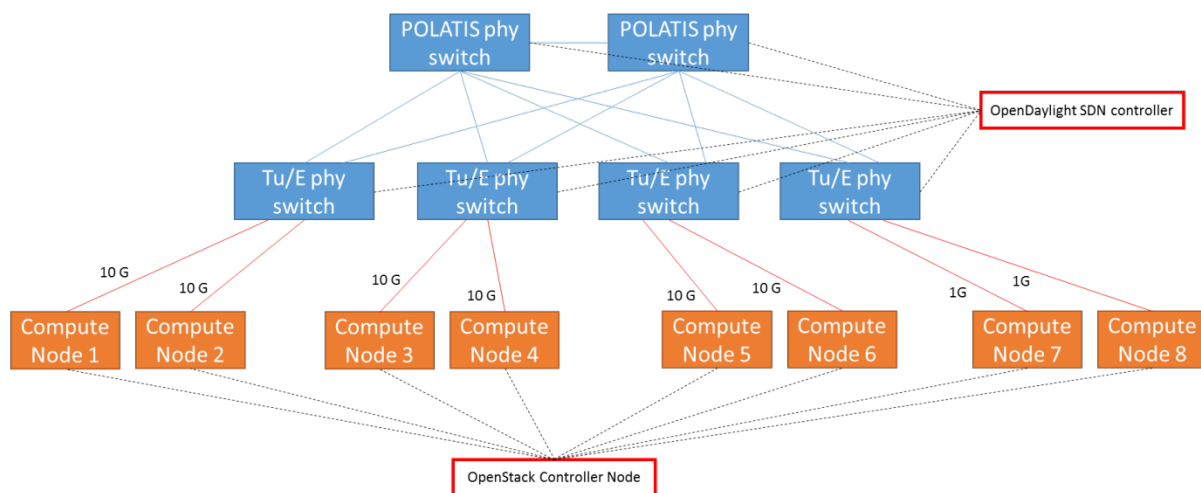 POLATIS phy
switch
POLATIS phy
switch
OpenDaylight SDN controller
Tu/E phy
switch
Tu/E phy
switch
Tu/E phy
switch
Tu/E phy
switch
10 G
10 G
10 G
10 G
10 G
10 G
1G
1G
Compute
Node 1
Compute
Node 2
Compute
Node 3
Compute
Node 4
Compute
Node 5
Compute
Node 6
Compute
Node 7
Compute
Node 8
OpenStack Controller Node